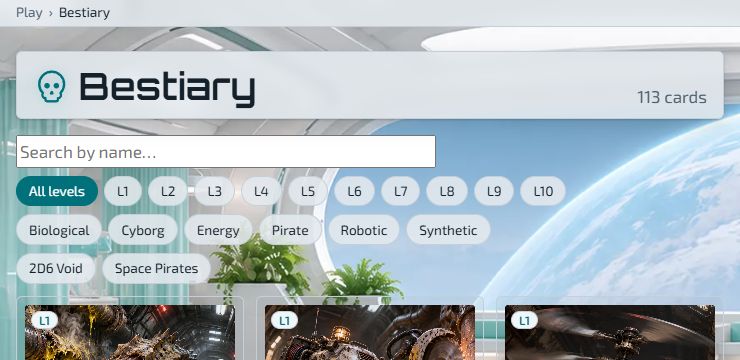 Play › Bestiary
Bestiary
113 cards
Search by name...
All levels L1 L2 L3 L4 L5 L6 L7 L8 L9 L10
Biological Cyborg Energy Pirate Robotic Synthetic
2D6 Void Space Pirates
L1 L1 L1